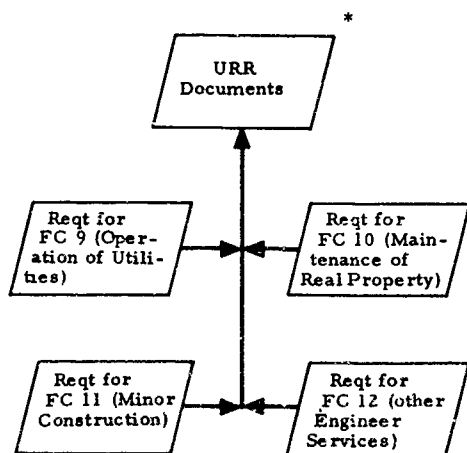 *
URR
Documents
Reqt for
FC 9 (Oper-
ation of Utili-
ties)
Reqt for
FC 10 (Main-
tenance of
Real Property)
Reqt for
FC 11 (Minor
Construction)
Reqt for
FC 12 (other
Engineer
Services)